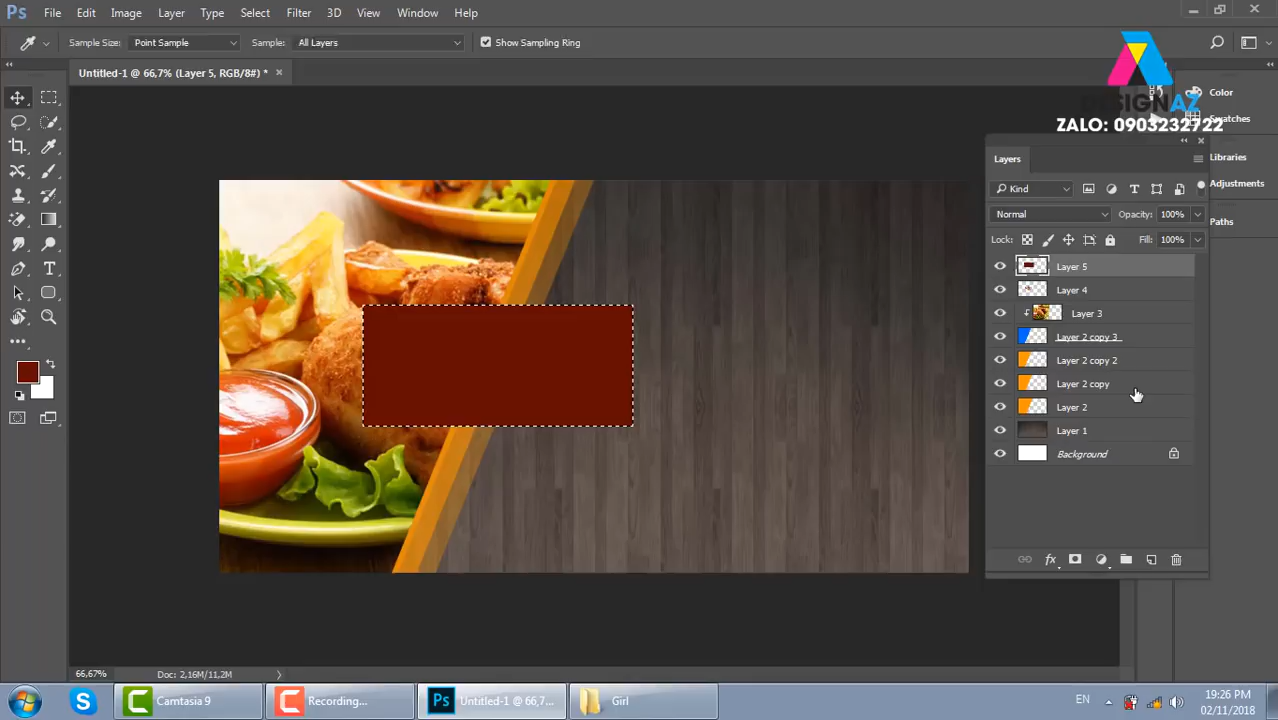 Ps File Edit Image Layer Type Select Filter 3D View Window Help
Sample Size: Point Sample Sample: All Layers Show Sampling Ring
Untitled-1 @ 66,7% (Layer 5, RGB/8#) * ×
DESIGN AZ
ZALO: 0903232722
Color
Swatches
Libraries
Adjustments
Paths
Layers
Kind
Normal Opacity: 100%
Lock: Fill: 100%
Layer 5
Layer 4
Layer 3
Layer 2 copy 3
Layer 2 copy 2
Layer 2 copy
Layer 2
Layer 1
Background
fx
66,67% Doc: 2,16M/11,2M
Camtasia 9
Recording...
Ps Untitled-1 @ 66,7...
Girl
EN
19:26 PM
02/11/2018